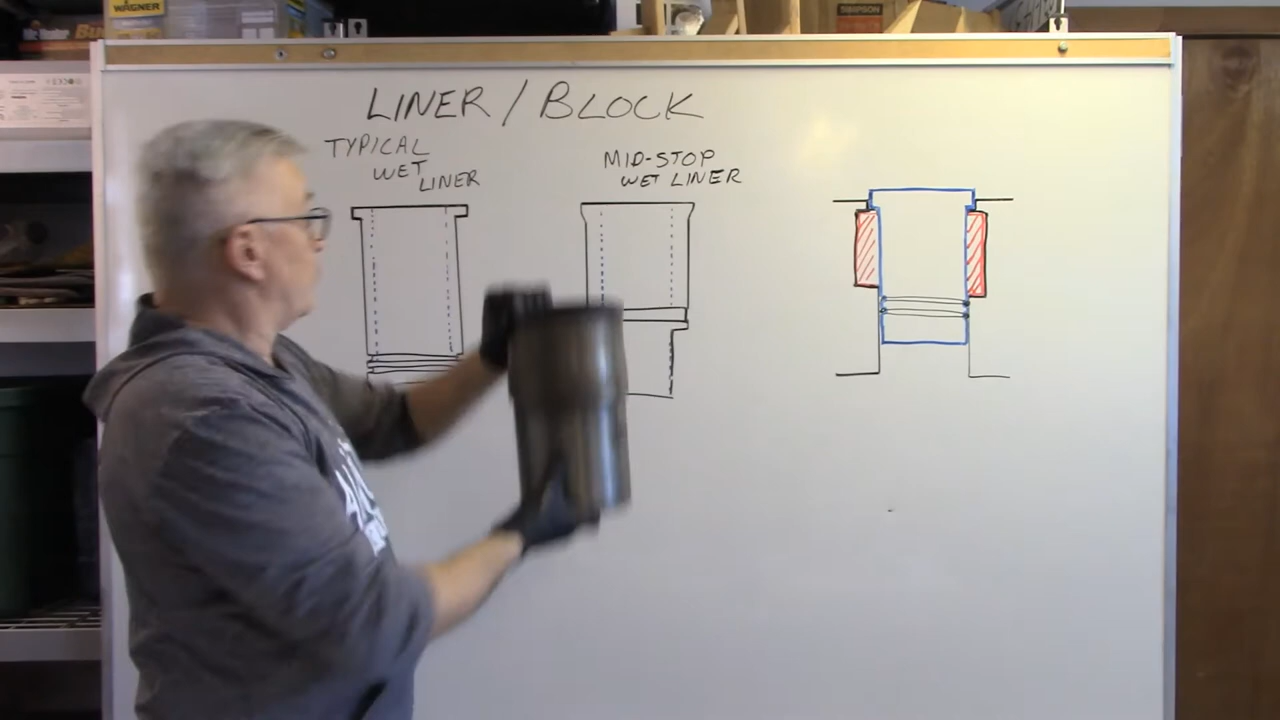 WAGNER
SIMPSON
LINER / BLOCK
TYPICAL
WET
LINER
MID-STOP
WET LINER